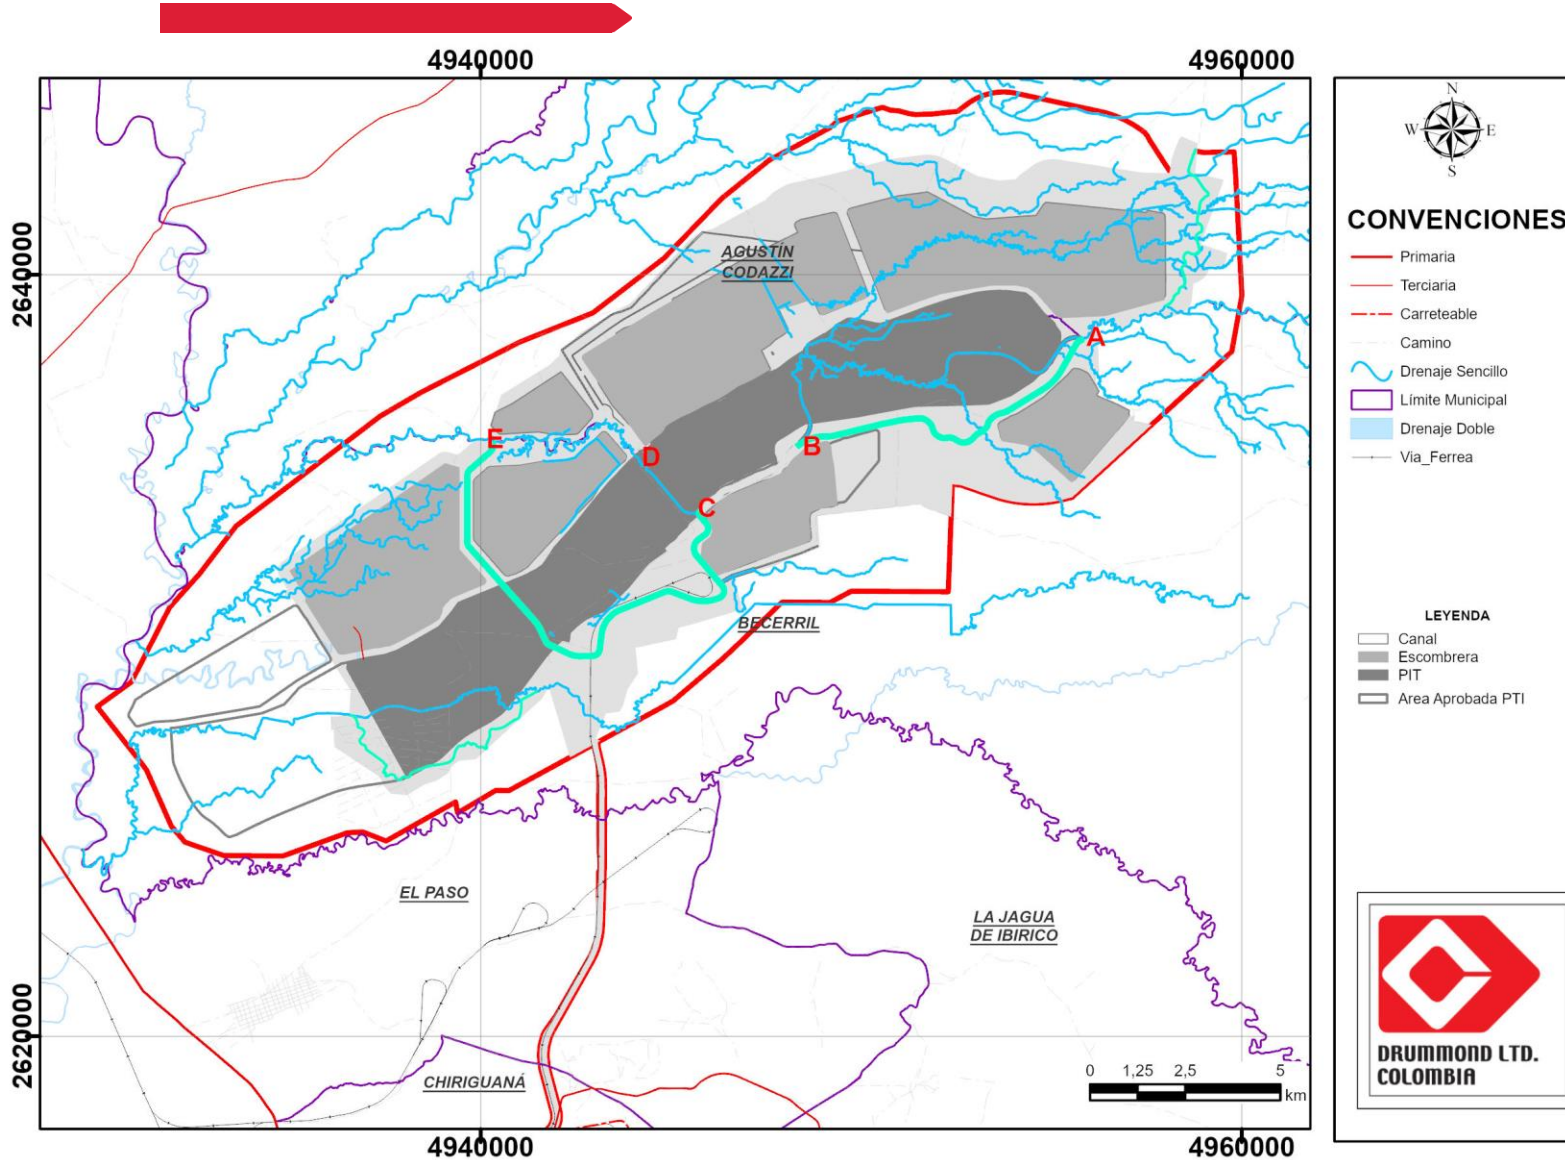 4940000
4960000
2640000
2620000
AGUSTÍN
CODAZZI
A
B
C
D
E
BECERRIL
EL PASO
LA JAGUA
DE IBIRICO
CHIRIGUANÁ
0 1,25 2,5 5
km
4940000
4960000
N
W E
S
CONVENCIONES
Primaria
Terciaria
Carreteable
Camino
Drenaje Sencillo
Límite Municipal
Drenaje Doble
Via_Ferrea
LEYENDA
Canal
Escombrera
PIT
Area Aprobada PTI
DRUMMOND LTD.
COLOMBIA